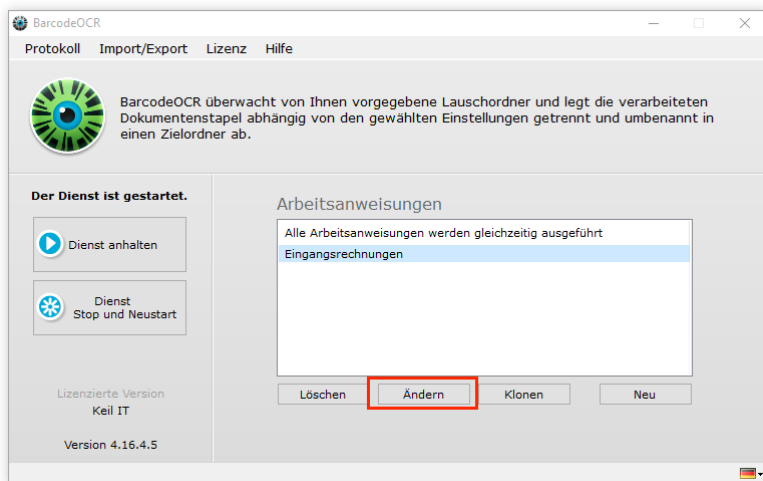 BarcodeOCR
Protokoll Import/Export Lizenz Hilfe
BarcodeOCR überwacht von Ihnen vorgegebene Lauschordner und legt die verarbeiteten
Dokumentenstapel abhängig von den gewählten Einstellungen getrennt und umbenannt in
einen Zielordner ab.
Der Dienst ist gestartet.
Dienst anhalten
Dienst
Stop und Neustart
Lizenzierte Version
Keil IT
Version 4.16.4.5
Arbeitsanweisungen
Alle Arbeitsanweisungen werden gleichzeitig ausgeführt
Eingangsrechnungen
Löschen Ändern Klonen Neu